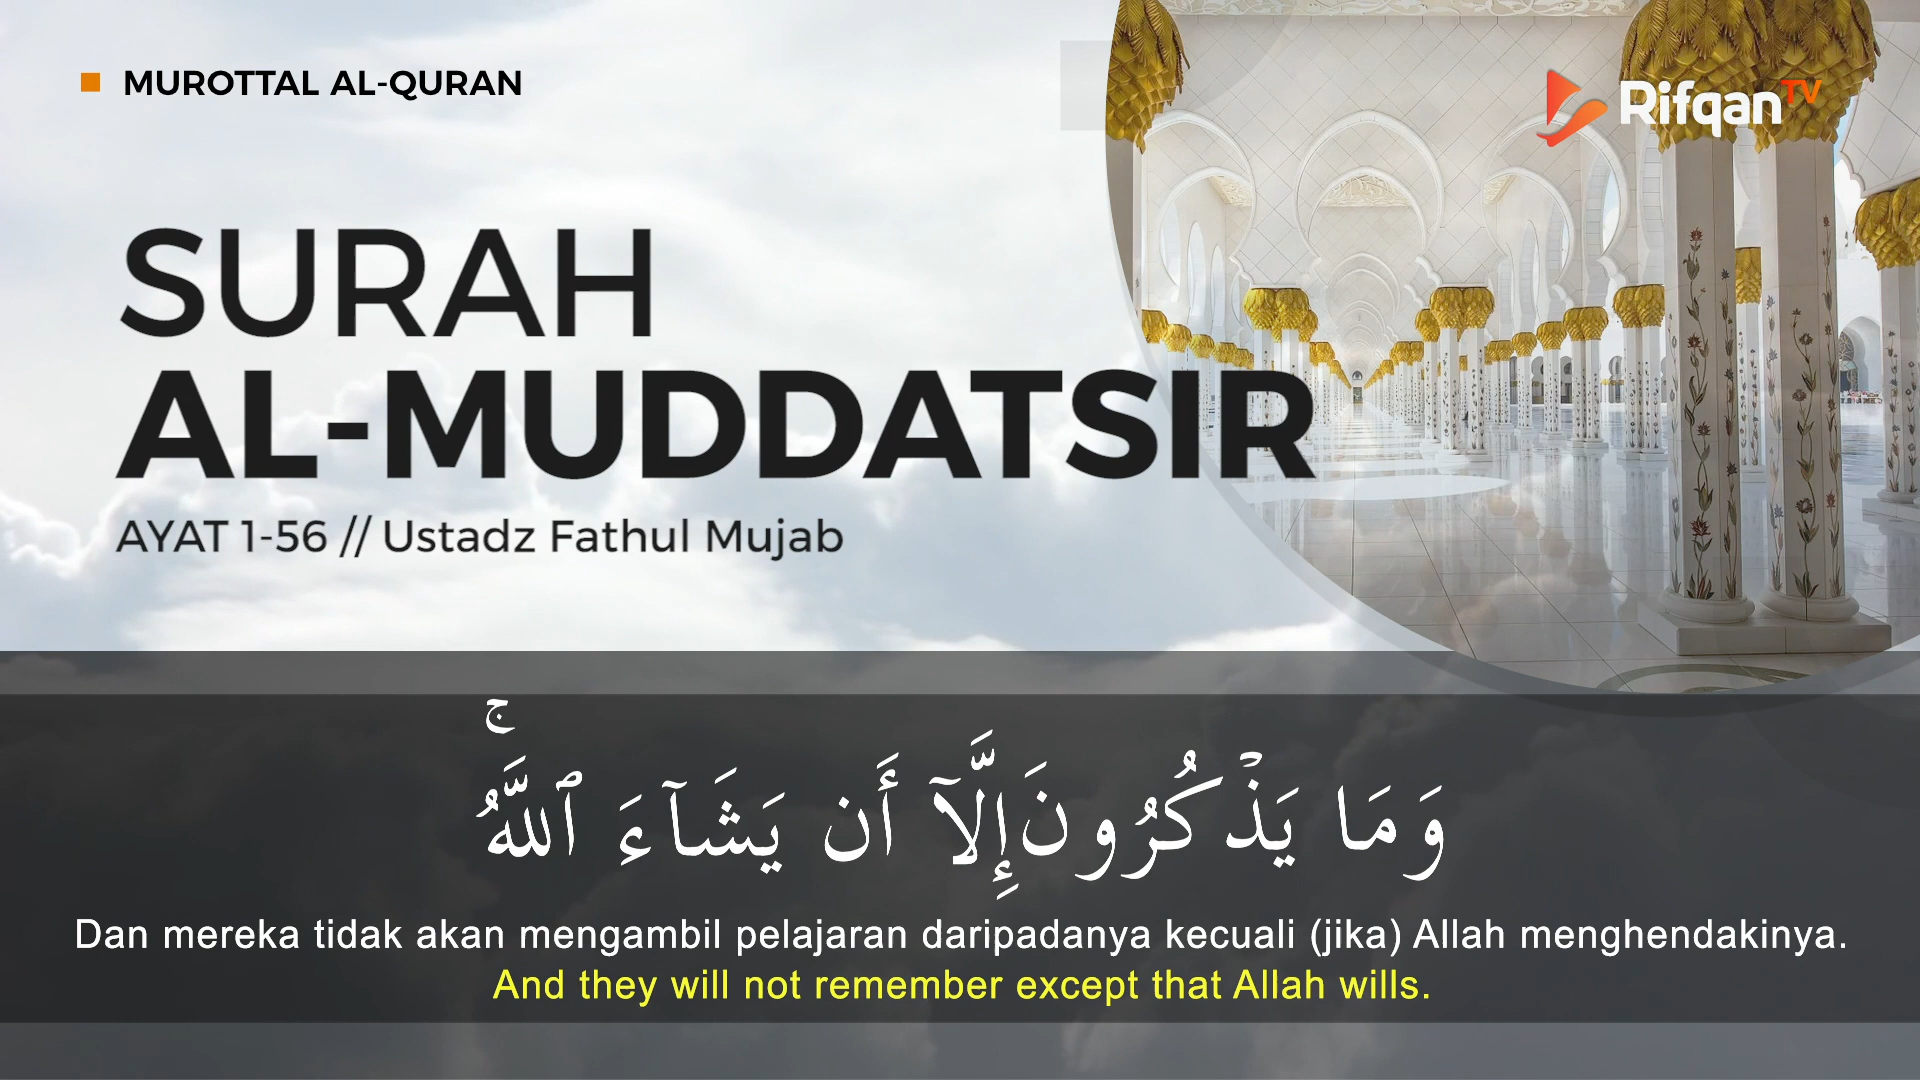 MUROTTAL AL-QURAN
RifqanTV
SURAH
AL-MUDDATSIR
AYAT 1-56 // Ustadz Fathul Mujab
وَمَا يَذْكُرُونَ إِلَّآ أَن يَشَآءَ ٱللَّهُ ۚ
Dan mereka tidak akan mengambil pelajaran daripadanya kecuali (jika) Allah menghendakinya.
And they will not remember except that Allah wills.